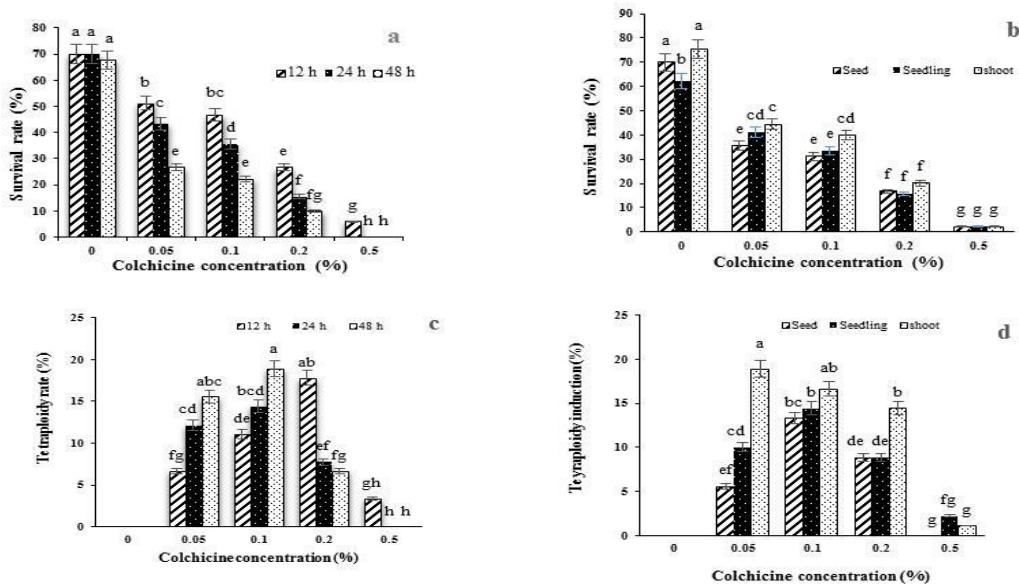 a
80
70
60
50
40
30
20
10
0
Survival rate (%)
12 h 24 h 48 h
a a a
b c e
bc d e
e f fg
g h h
0 0.05 0.1 0.2 0.5
Colchicine concentration (%)
b
90
80
70
60
50
40
30
20
10
0
Survival rate (%)
Seed Seedling shoot
a b a
e cd c
e e cd
f f f
g g g
0 0.05 0.1 0.2 0.5
Colchicine concentration (%)
c
25
20
15
10
5
0
Tetraploidy rate (%)
12 h 24 h 48 h
fg cd abc
de bcd a
ab ef fg
gh h h
0 0.05 0.1 0.2 0.5
Colchicine concentration (%)
d
25
20
15
10
5
0
Teyraploidy induction (%)
Seed Seedling shoot
ef cd a
bc b ab
de de b
g fg g
0 0.05 0.1 0.2 0.5
Colchicine concentration (%)